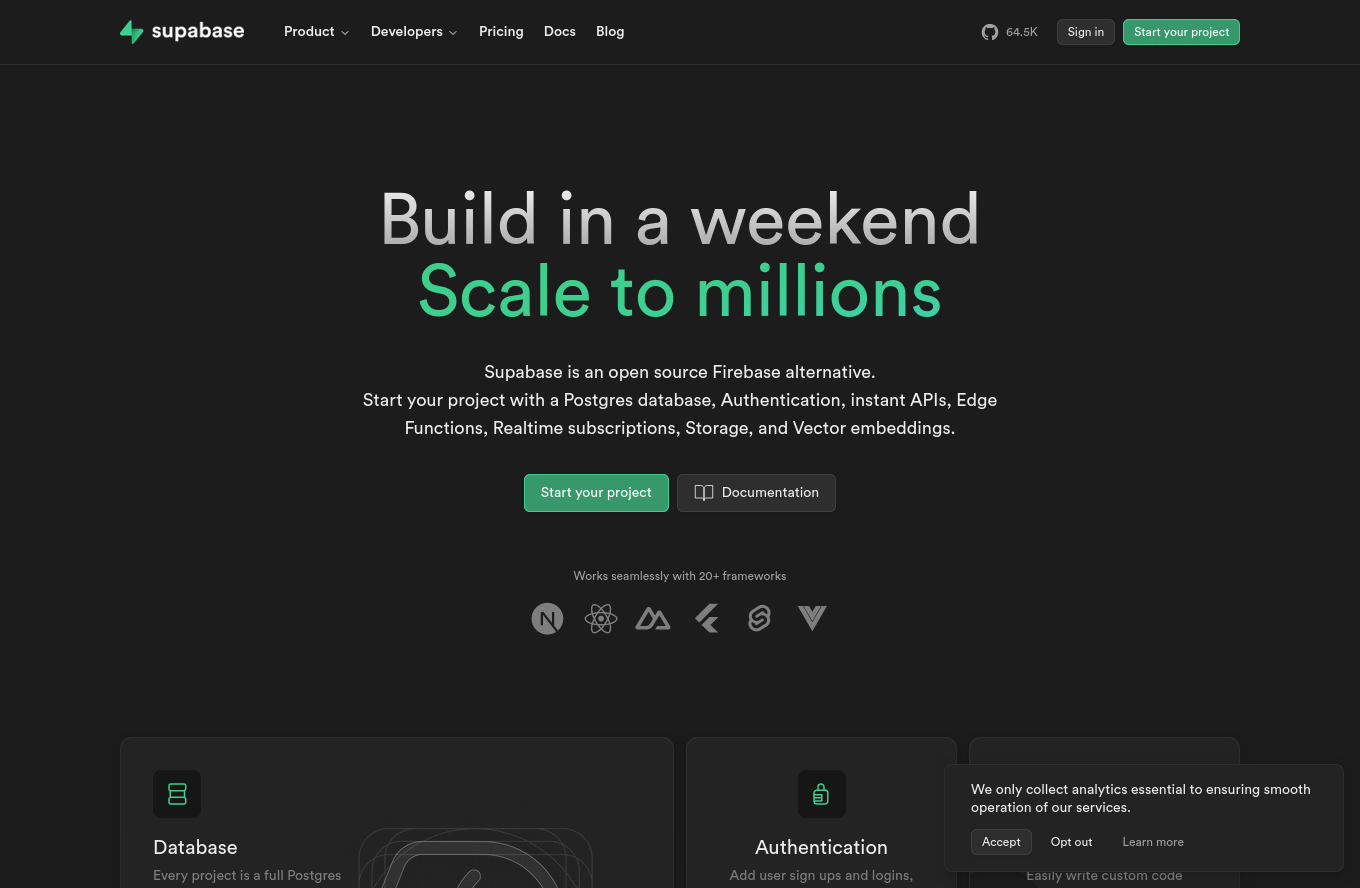 supabase
Product
Developers
Pricing
Docs
Blog
64.5K
Sign in
Start your project
Build in a weekend
Scale to millions
Supabase is an open source Firebase alternative.
Start your project with a Postgres database, Authentication, instant APIs, Edge
Functions, Realtime subscriptions, Storage, and Vector embeddings.
Start your project
Documentation
Works seamlessly with 20+ frameworks
Database
Every project is a full Postgres
Authentication
Add user sign ups and logins,
Easily write custom code
We only collect analytics essential to ensuring smooth
operation of our services.
Accept
Opt out
Learn more